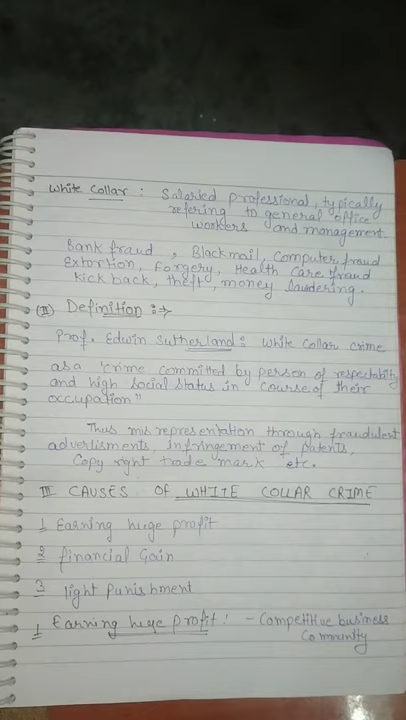 White Collar : Salaried professional, typically
refering to general office
workers and management
Bank fraud, Blackmail, Computer fraud
Extortion, Forgery, Health Care fraud
kick back, theft, money laundering.
(II) Definition :→
Prof. Edwin Sutherland : White collar crime
as a "crime committed by person of respectability
and high social status in course of their
occupation"
Thus misrepresentation through fraudulent
advertisments, infringement of patents,
Copy right trade mark etc.
III CAUSES OF WHITE COLLAR CRIME
1 Earning huge profit
2 financial Gain
3 light Punishment
1 Earning huge Profit : - Competitive business
Community